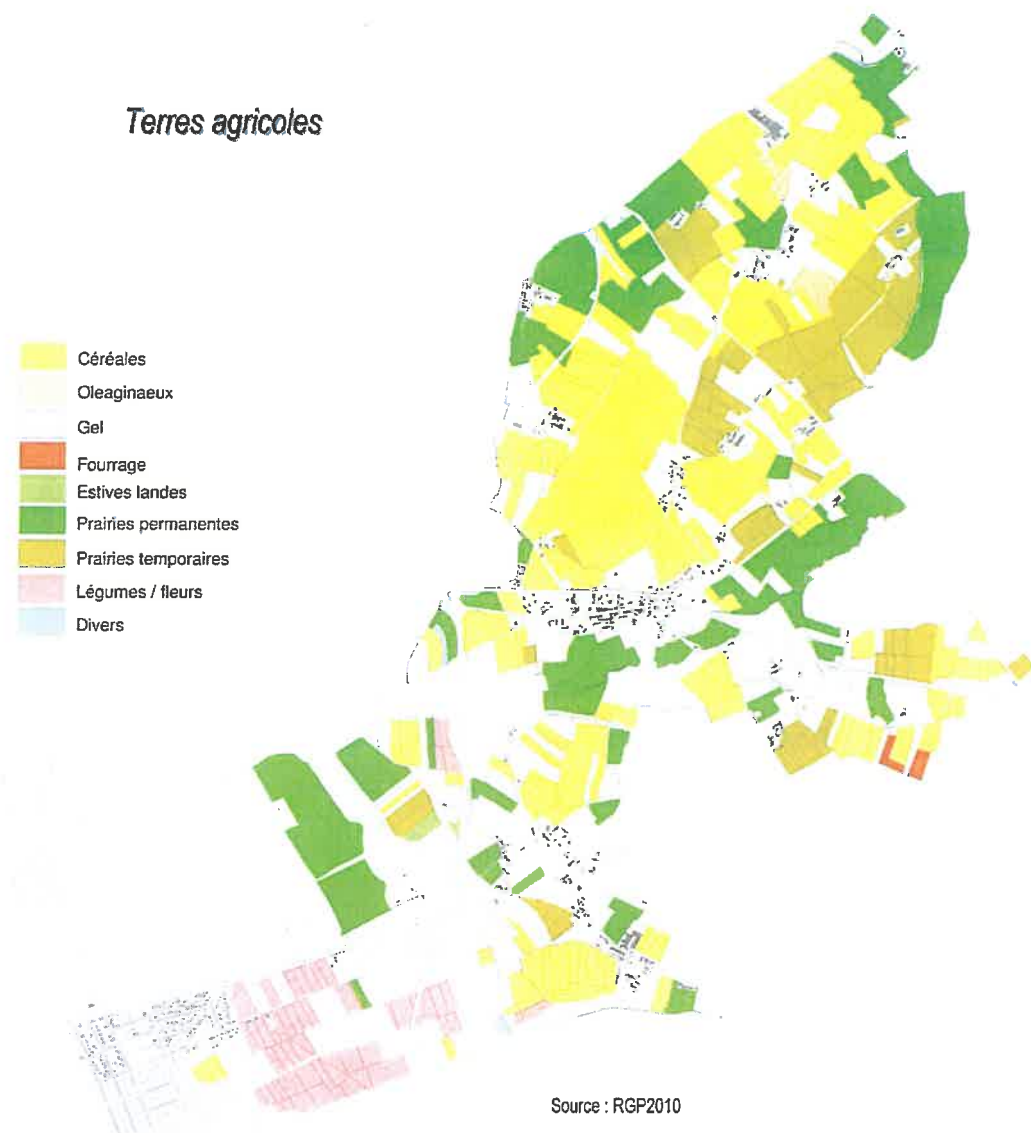 Terres agricoles
Céréales
Oleaginaeux
Gel
Fourrage
Estives landes
Prairies permanentes
Prairies temporaires
Légumes / fleurs
Divers
Source : RGP2010